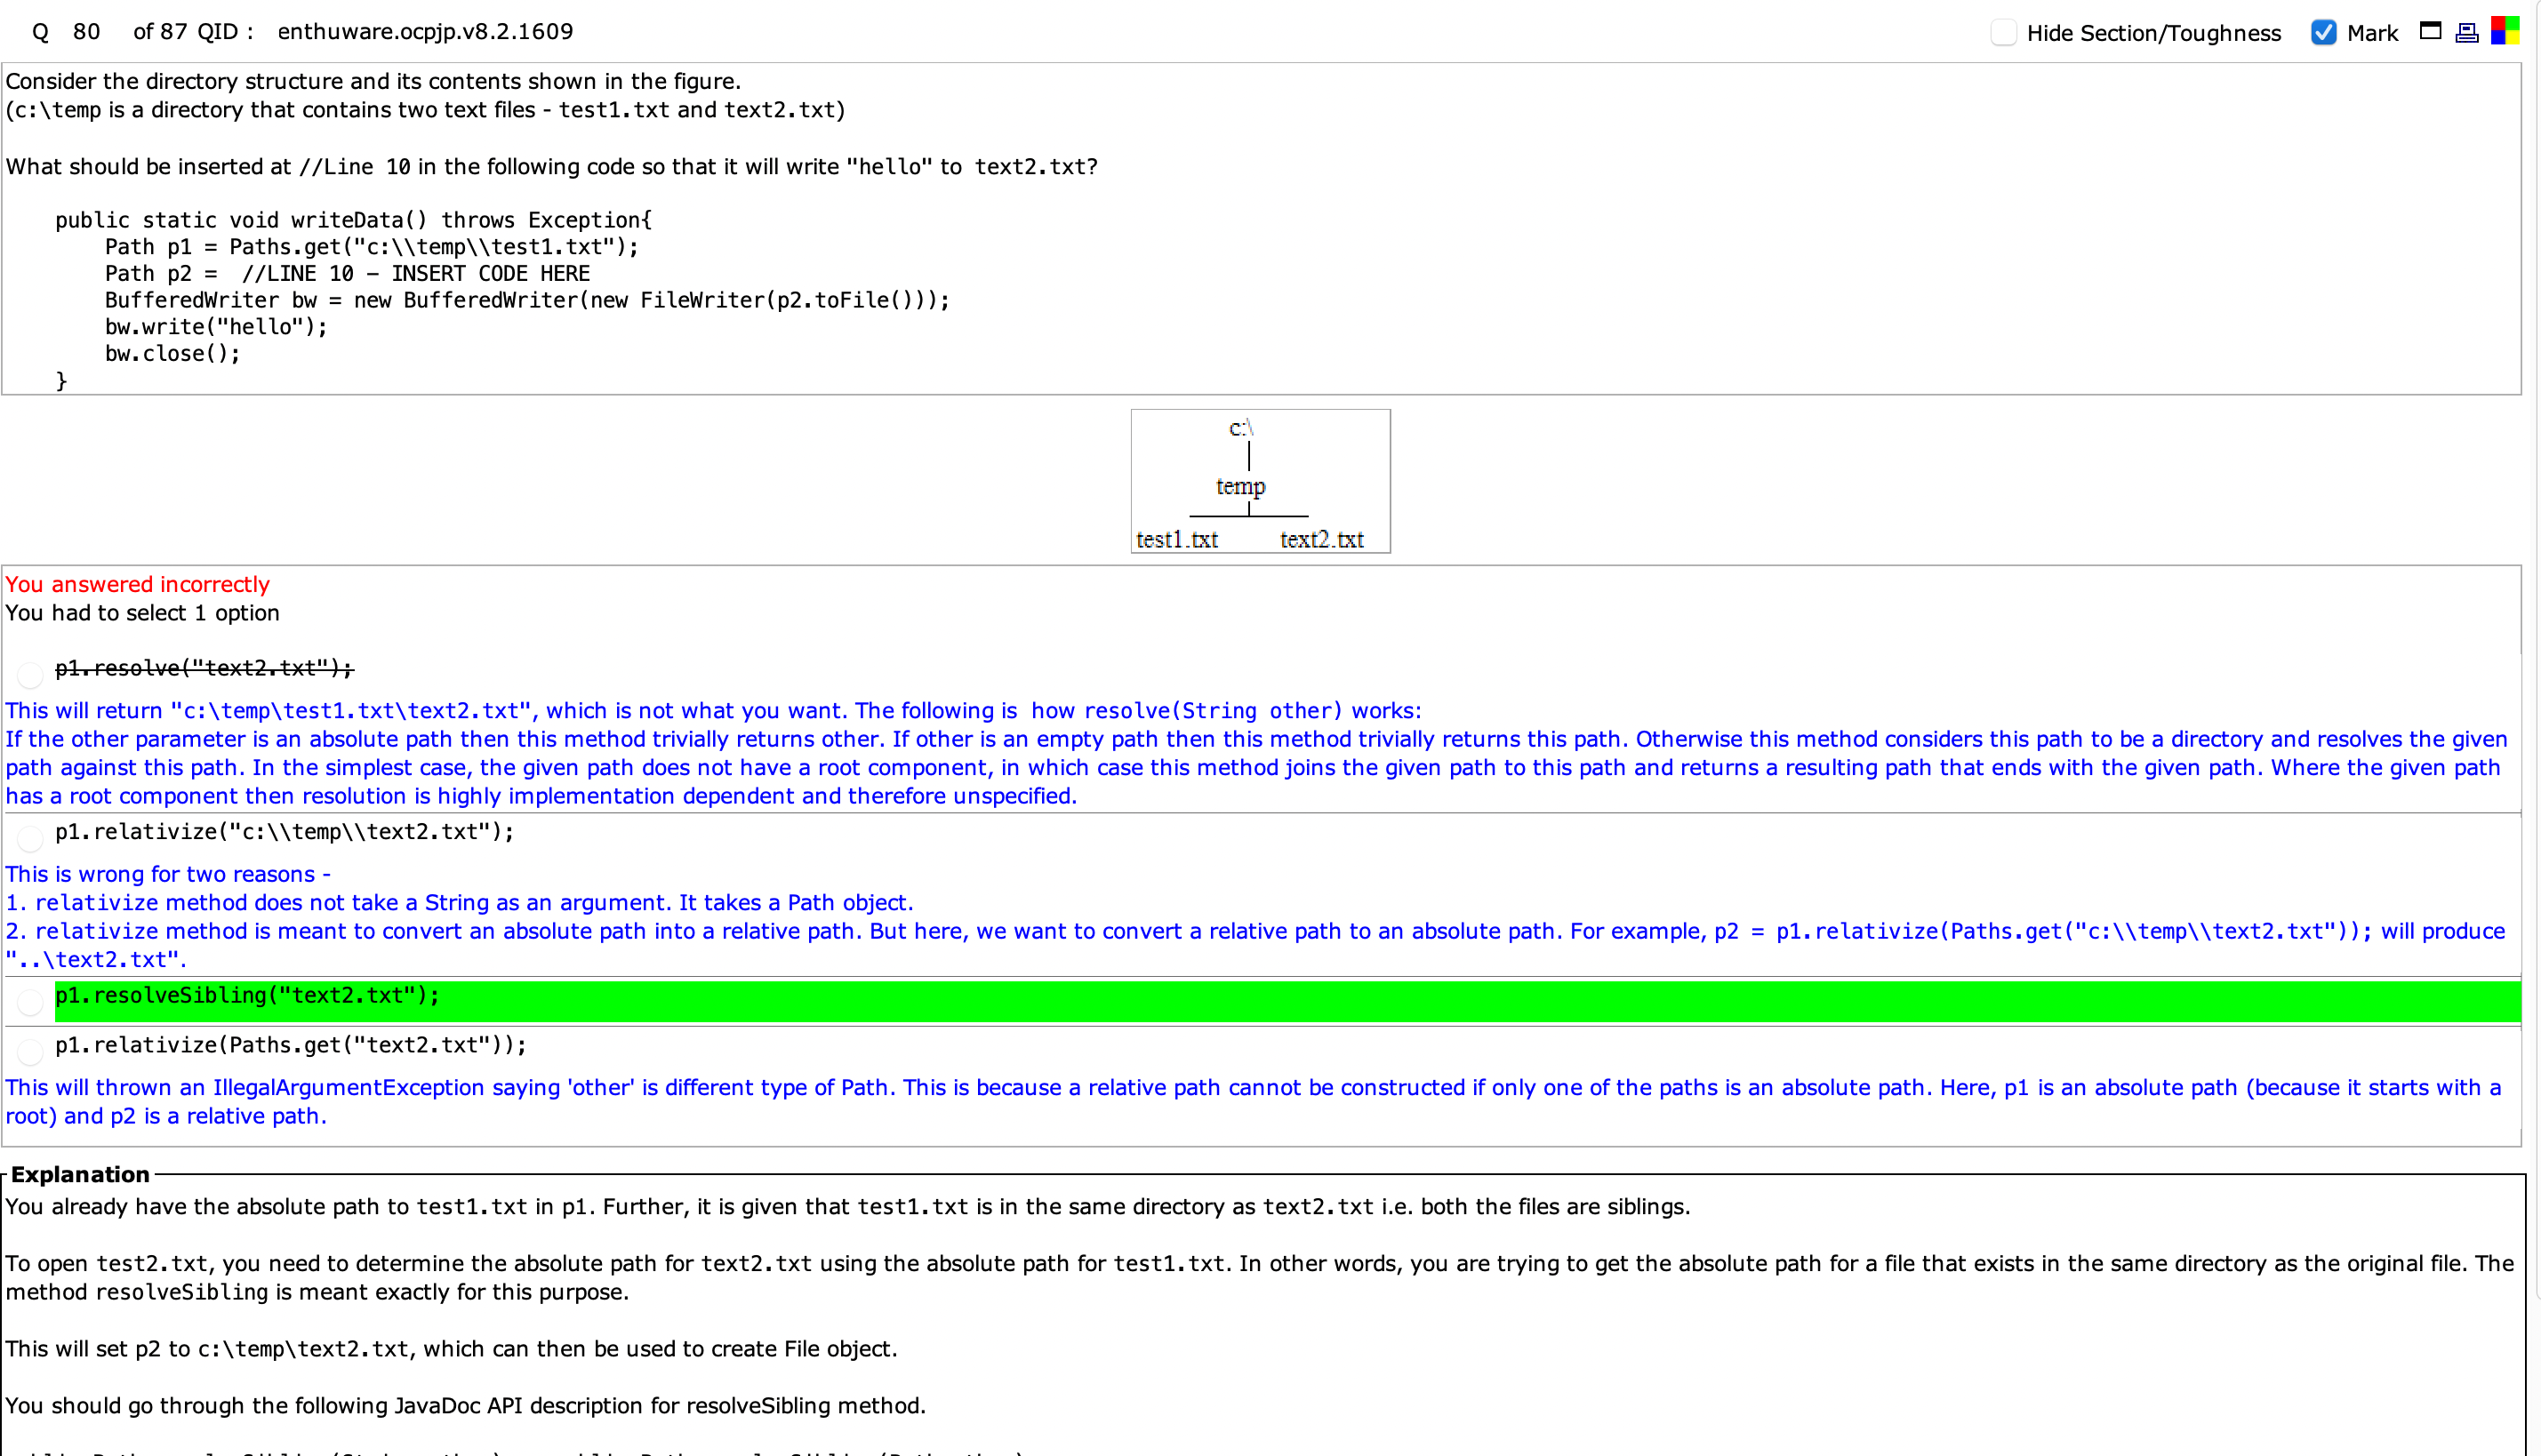 Q 80 of 87 QID : enthuware.ocpjp.v8.2.1609 Hide Section/Toughness Mark
Consider the directory structure and its contents shown in the figure.
(c:\temp is a directory that contains two text files - test1.txt and text2.txt)
What should be inserted at //Line 10 in the following code so that it will write "hello" to text2.txt?
public static void writeData() throws Exception{
Path p1 = Paths.get("c:\\temp\\test1.txt");
Path p2 = //LINE 10 – INSERT CODE HERE
BufferedWriter bw = new BufferedWriter(new FileWriter(p2.toFile()));
bw.write("hello");
bw.close();
}
c:\
temp
test1.txt text2.txt
You answered incorrectly
You had to select 1 option
p1.resolve("text2.txt");
This will return "c:\temp\test1.txt\text2.txt", which is not what you want. The following is how resolve(String other) works:
If the other parameter is an absolute path then this method trivially returns other. If other is an empty path then this method trivially returns this path. Otherwise this method considers this path to be a directory and resolves the given
path against this path. In the simplest case, the given path does not have a root component, in which case this method joins the given path to this path and returns a resulting path that ends with the given path. Where the given path
has a root component then resolution is highly implementation dependent and therefore unspecified.
p1.relativize("c:\\temp\\text2.txt");
This is wrong for two reasons -
1. relativize method does not take a String as an argument. It takes a Path object.
2. relativize method is meant to convert an absolute path into a relative path. But here, we want to convert a relative path to an absolute path. For example, p2 = p1.relativize(Paths.get("c:\\temp\\text2.txt")); will produce
"..\text2.txt".
p1.resolveSibling("text2.txt");
p1.relativize(Paths.get("text2.txt"));
This will thrown an IllegalArgumentException saying 'other' is different type of Path. This is because a relative path cannot be constructed if only one of the paths is an absolute path. Here, p1 is an absolute path (because it starts with a
root) and p2 is a relative path.
Explanation
You already have the absolute path to test1.txt in p1. Further, it is given that test1.txt is in the same directory as text2.txt i.e. both the files are siblings.
To open test2.txt, you need to determine the absolute path for text2.txt using the absolute path for test1.txt. In other words, you are trying to get the absolute path for a file that exists in the same directory as the original file. The
method resolveSibling is meant exactly for this purpose.
This will set p2 to c:\temp\text2.txt, which can then be used to create File object.
You should go through the following JavaDoc API description for resolveSibling method.